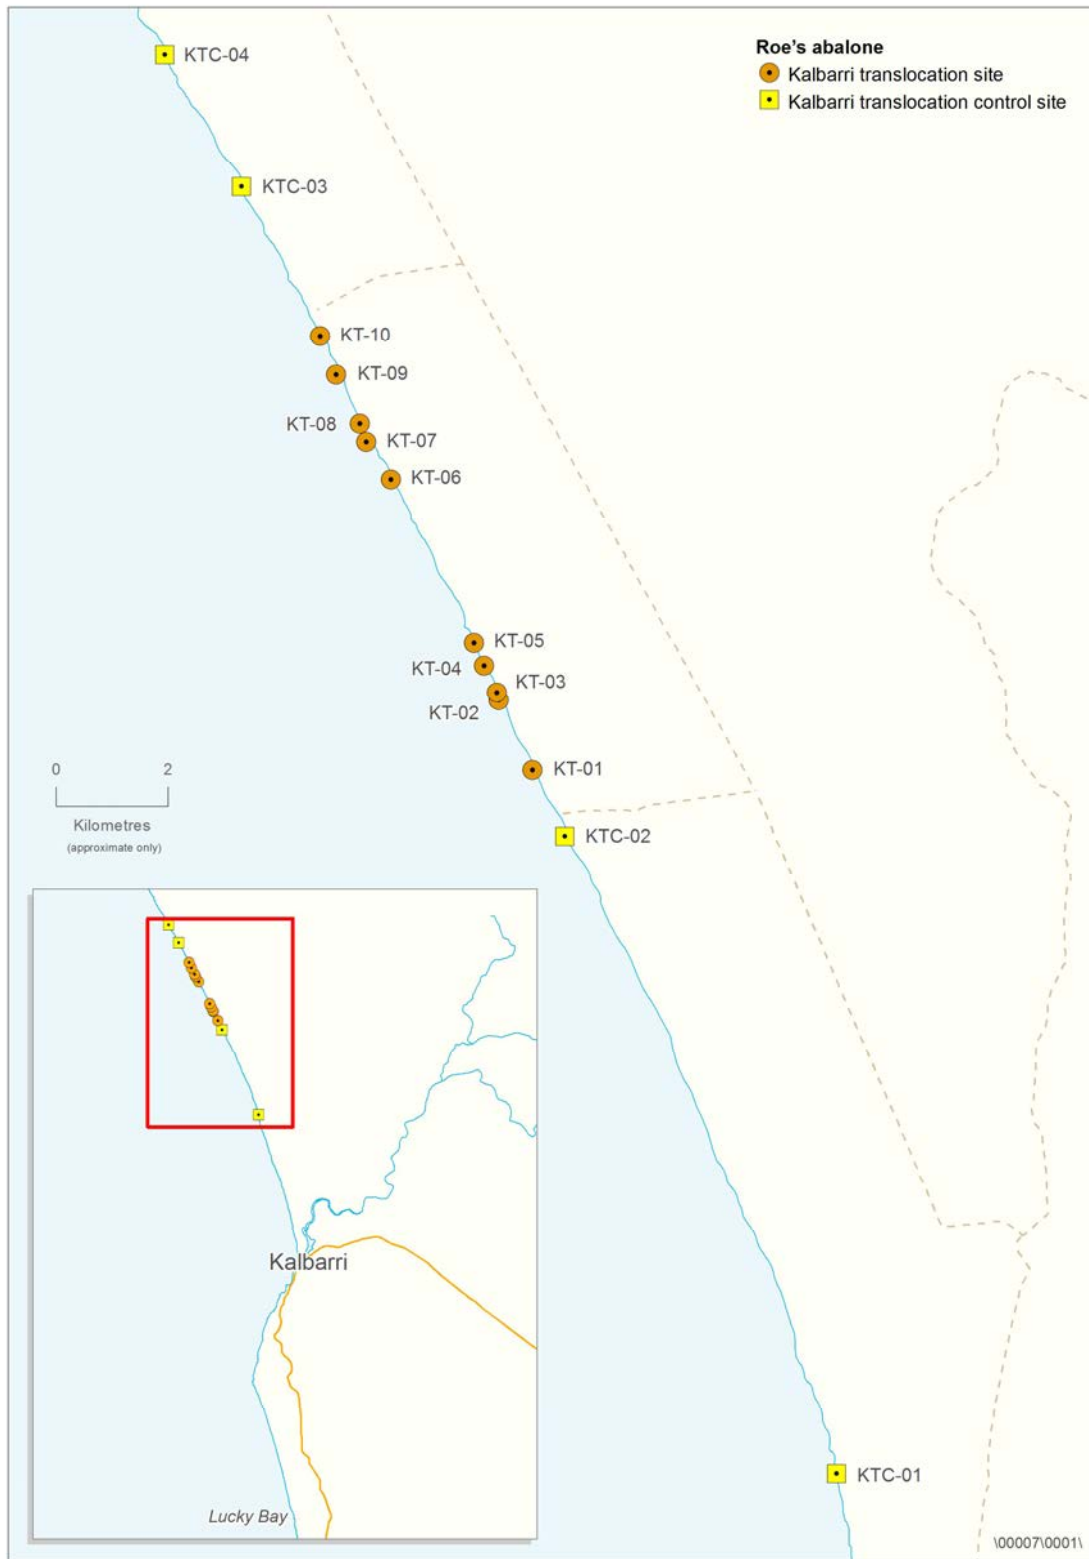 KTC-04
Roe's abalone
Kalbarri translocation site
Kalbarri translocation control site
KTC-03
KT-10
KT-09
KT-08
KT-07
KT-06
KT-05
KT-04
KT-03
KT-02
KT-01
0 2
Kilometres
(approximate only)
KTC-02
Kalbarri
KTC-01
Lucky Bay
\00007\0001\